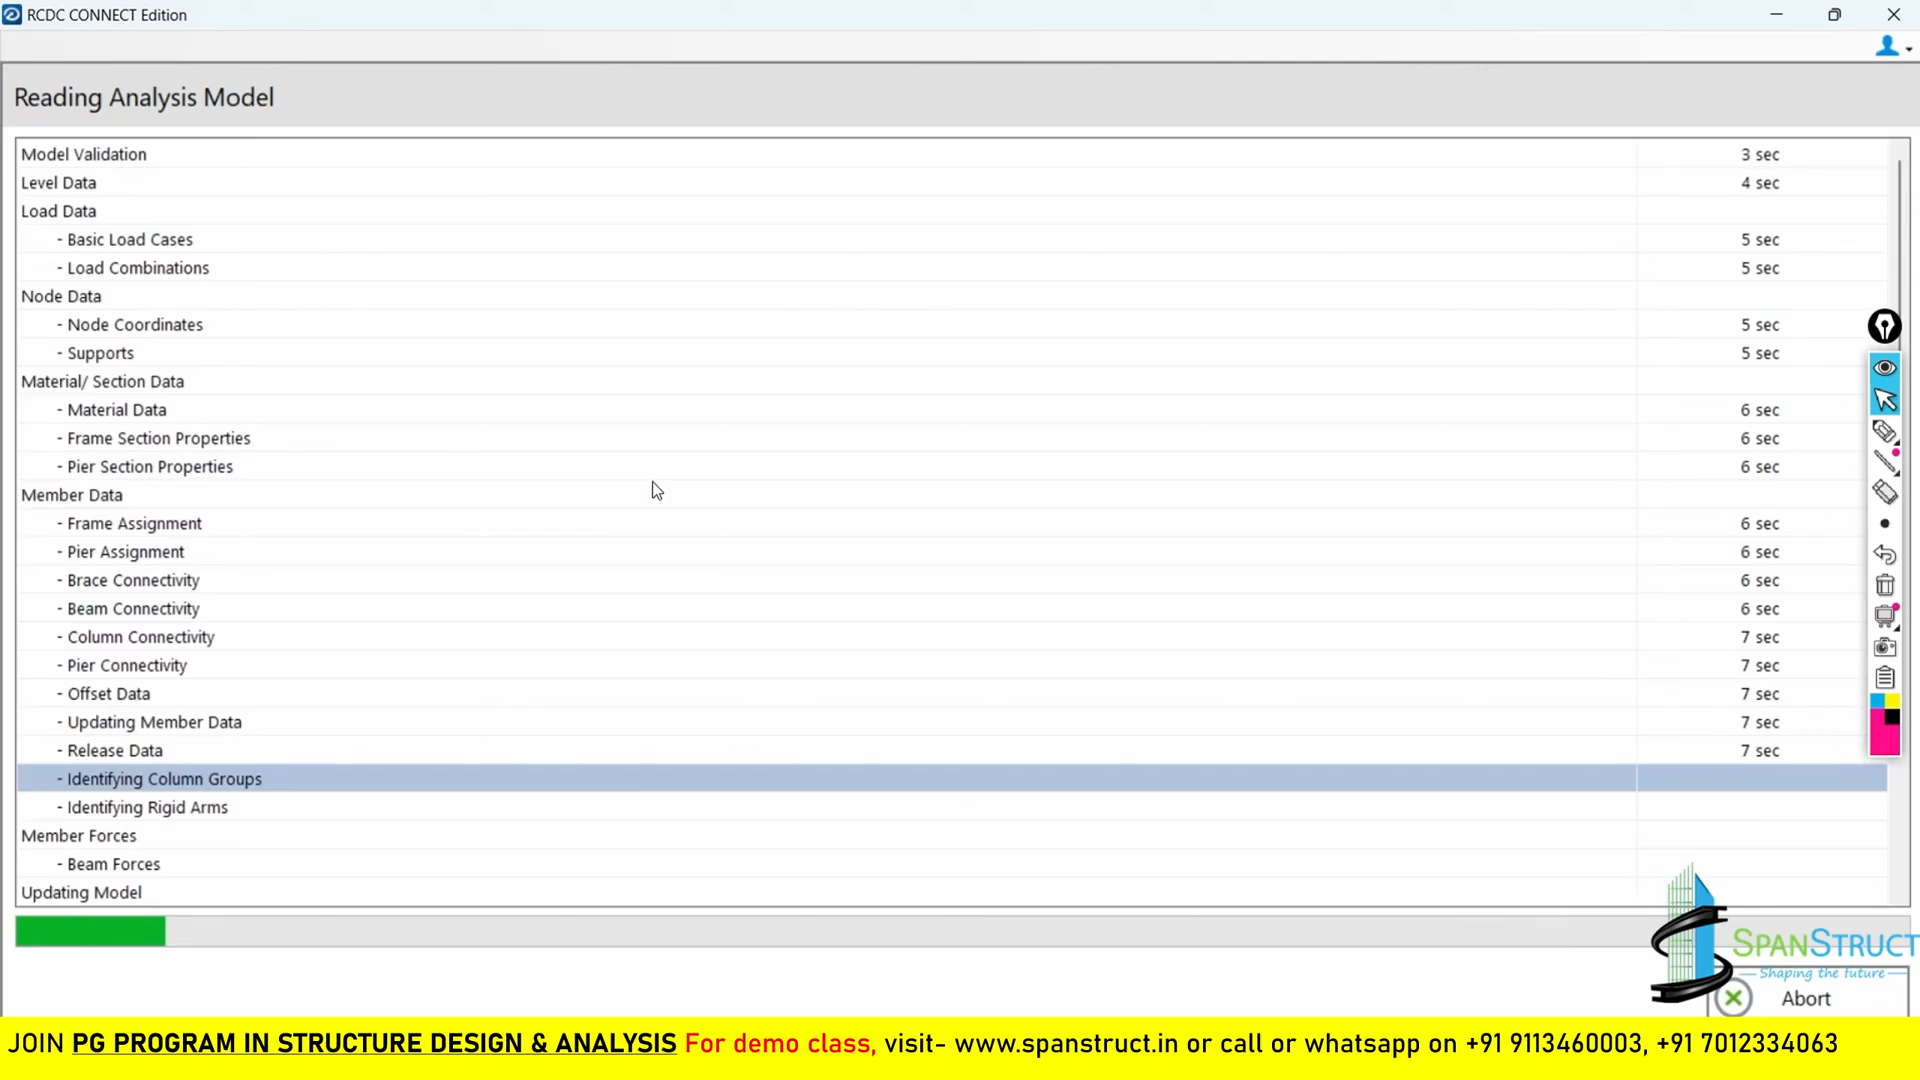 RCDC CONNECT Edition
Reading Analysis Model
Model Validation 3 sec
Level Data 4 sec
Load Data
- Basic Load Cases 5 sec
- Load Combinations 5 sec
Node Data
- Node Coordinates 5 sec
- Supports 5 sec
Material/ Section Data
- Material Data 6 sec
- Frame Section Properties 6 sec
- Pier Section Properties 6 sec
Member Data
- Frame Assignment 6 sec
- Pier Assignment 6 sec
- Brace Connectivity 6 sec
- Beam Connectivity 6 sec
- Column Connectivity 7 sec
- Pier Connectivity 7 sec
- Offset Data 7 sec
- Updating Member Data 7 sec
- Release Data 7 sec
- Identifying Column Groups
- Identifying Rigid Arms
Member Forces
- Beam Forces
Updating Model
SPANSTRUCT
Shaping the future
Abort
JOIN PG PROGRAM IN STRUCTURE DESIGN & ANALYSIS For demo class, visit- www.spanstruct.in or call or whatsapp on +91 9113460003, +91 7012334063